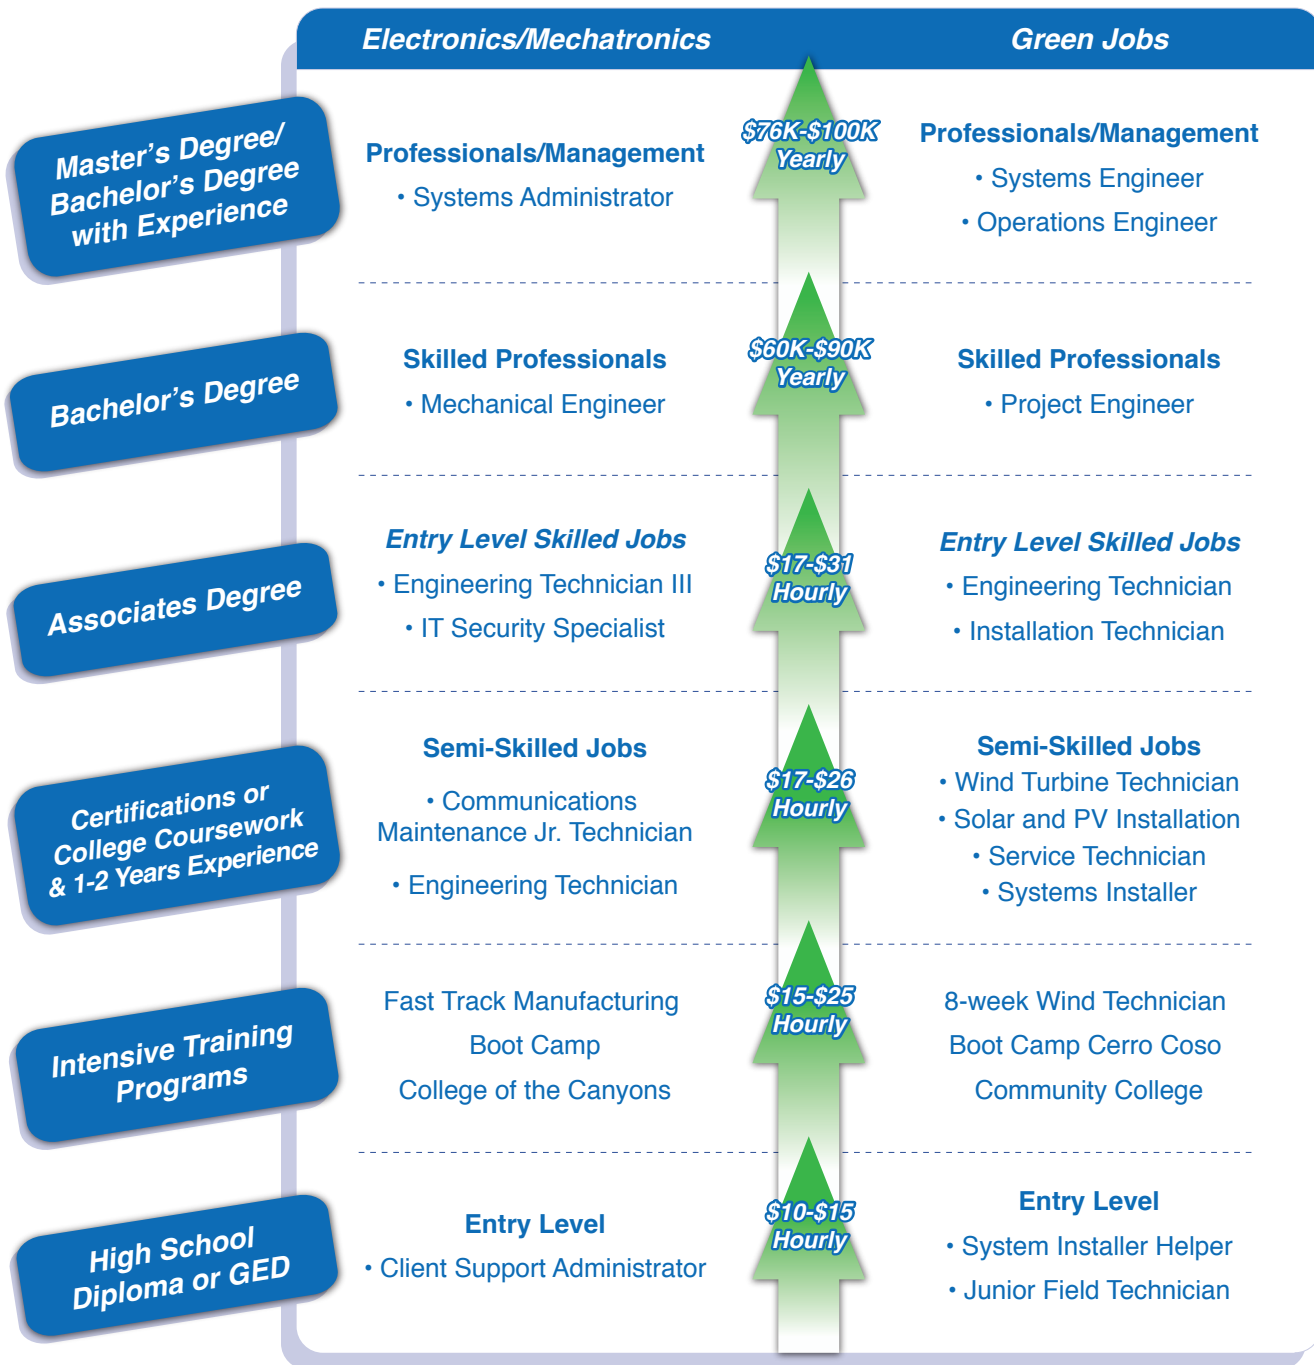 Electronics/Mechatronics
Green Jobs
Master's Degree/
Bachelor's Degree
with Experience
Professionals/Management
• Systems Administrator
$76K-$100K
Yearly
Professionals/Management
• Systems Engineer
• Operations Engineer
Bachelor's Degree
Skilled Professionals
• Mechanical Engineer
$60K-$90K
Yearly
Skilled Professionals
• Project Engineer
Associates Degree
Entry Level Skilled Jobs
• Engineering Technician III
• IT Security Specialist
$17-$31
Hourly
Entry Level Skilled Jobs
• Engineering Technician
• Installation Technician
Certifications or
College Coursework
& 1-2 Years Experience
Semi-Skilled Jobs
• Communications
Maintenance Jr. Technician
• Engineering Technician
$17-$26
Hourly
Semi-Skilled Jobs
• Wind Turbine Technician
• Solar and PV Installation
• Service Technician
• Systems Installer
Intensive Training
Programs
Fast Track Manufacturing
Boot Camp
College of the Canyons
$15-$25
Hourly
8-week Wind Technician
Boot Camp Cerro Coso
Community College
High School
Diploma or GED
Entry Level
• Client Support Administrator
$10-$15
Hourly
Entry Level
• System Installer Helper
• Junior Field Technician